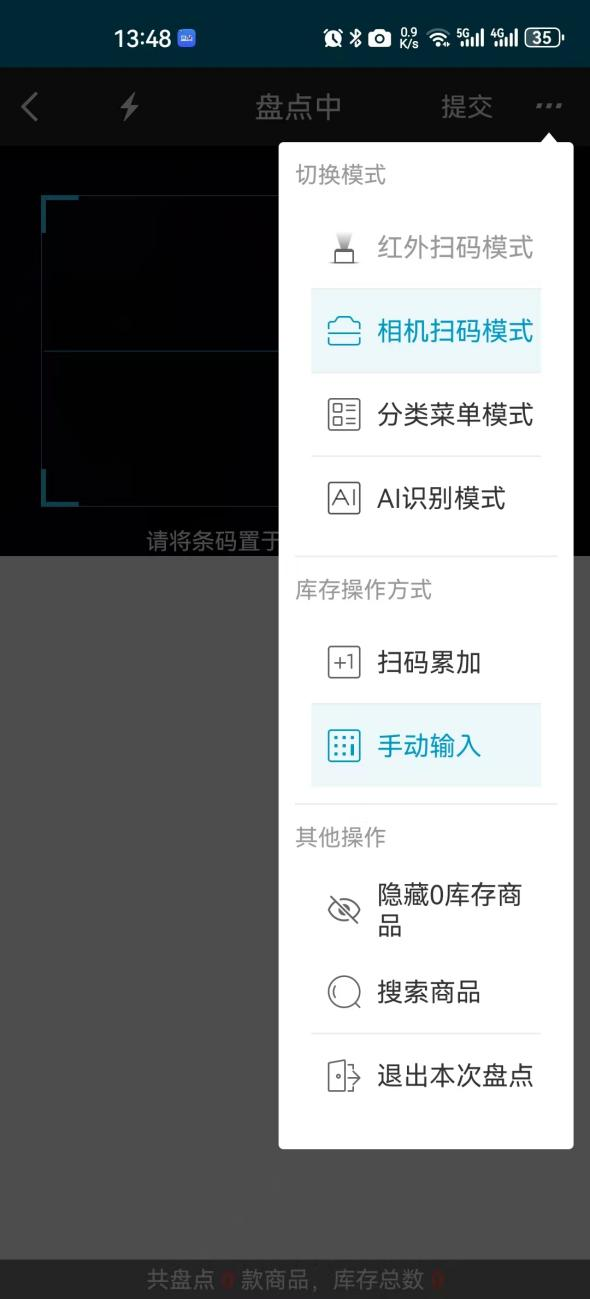 13:48
0.9
K/s
5G
4G
35
盘点中
提交
切换模式
红外扫码模式
相机扫码模式
分类菜单模式
AI
AI识别模式
请将条码置于
库存操作方式
+1
扫码累加
手动输入
其他操作
隐藏0库存商
品
搜索商品
退出本次盘点
共盘点 0 款商品，库存总数 0